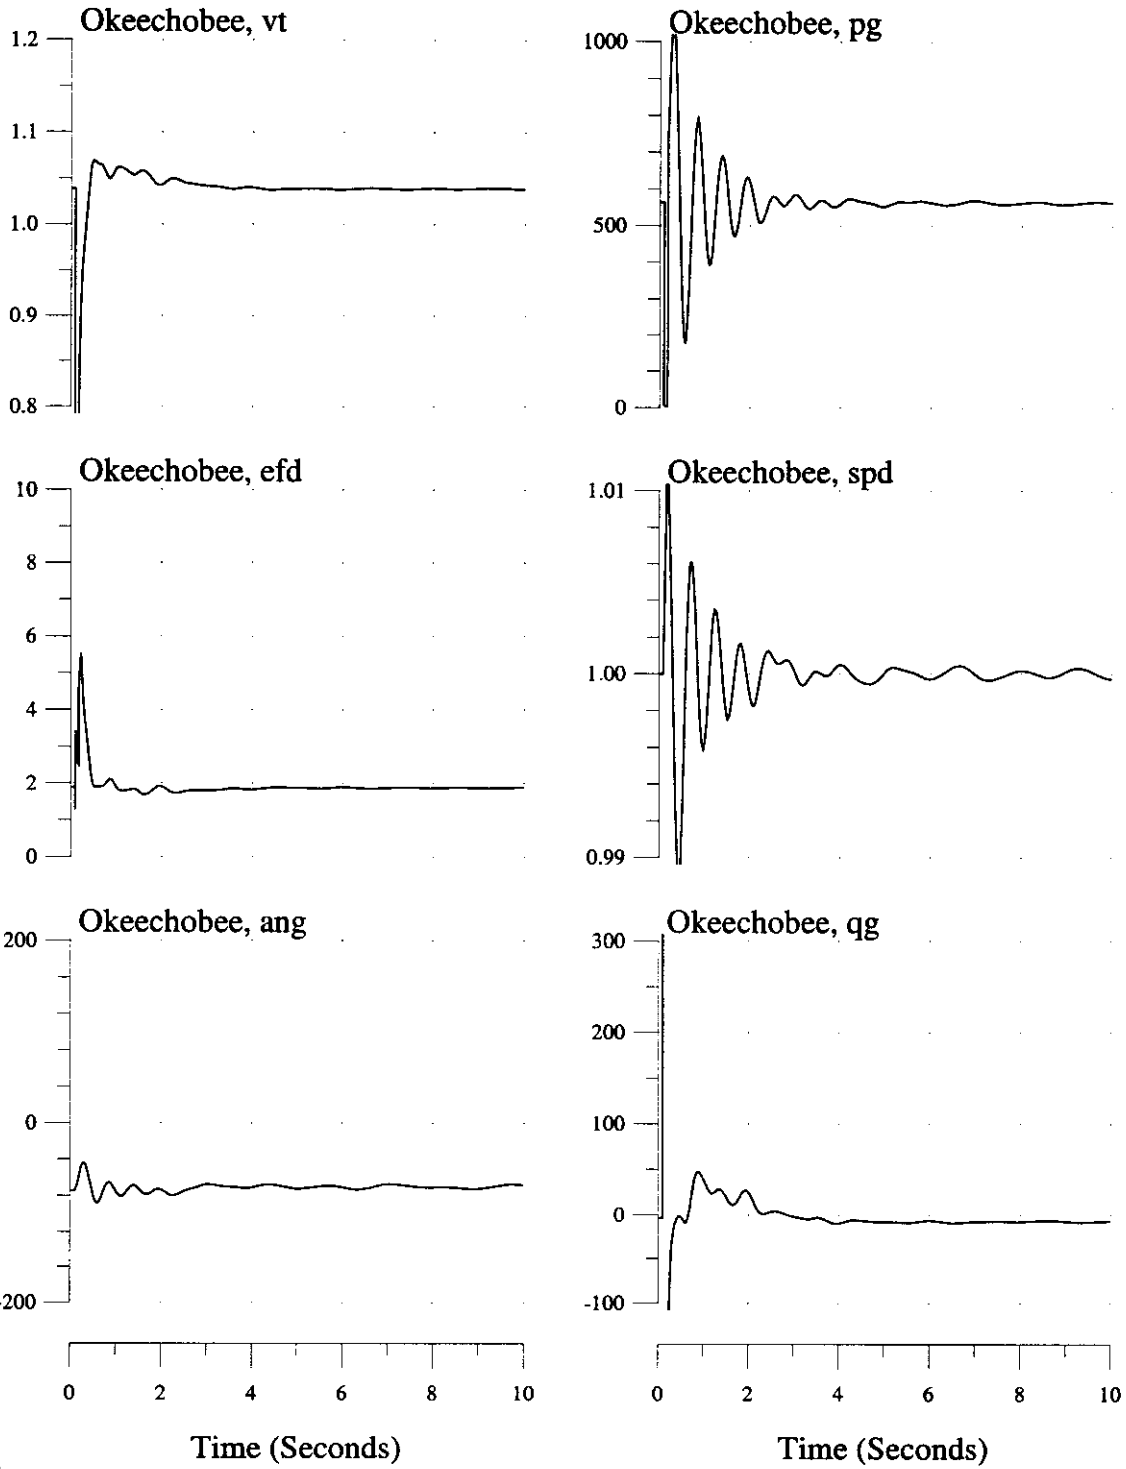 Okeechobee, vt
1.2
1.1
1.0
0.9
0.8
Okeechobee, pg
1000
500
0
Okeechobee, efd
10
8
6
4
2
0
Okeechobee, spd
1.01
1.00
0.99
Okeechobee, ang
200
0
-200
Okeechobee, qg
300
200
100
0
-100
0 2 4 6 8 10
Time (Seconds)
0 2 4 6 8 10
Time (Seconds)